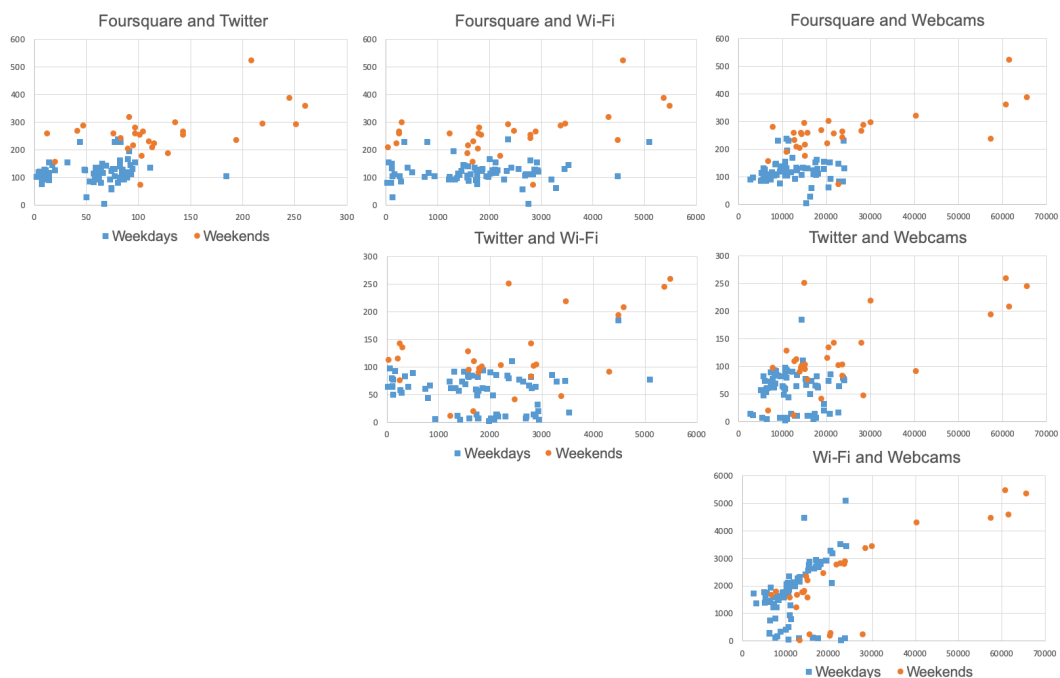 Foursquare and Twitter
600
500
400
300
200
100
0
0 50 100 150 200 250 300
Weekdays Weekends
Foursquare and Wi-Fi
600
500
400
300
200
100
0
0 1000 2000 3000 4000 5000 6000
Foursquare and Webcams
600
500
400
300
200
100
0
0 10000 20000 30000 40000 50000 60000 70000
Twitter and Wi-Fi
300
250
200
150
100
50
0
0 1000 2000 3000 4000 5000 6000
Weekdays Weekends
Twitter and Webcams
300
250
200
150
100
50
0
0 10000 20000 30000 40000 50000 60000 70000
Wi-Fi and Webcams
6000
5000
4000
3000
2000
1000
0
0 10000 20000 30000 40000 50000 60000 70000
Weekdays Weekends